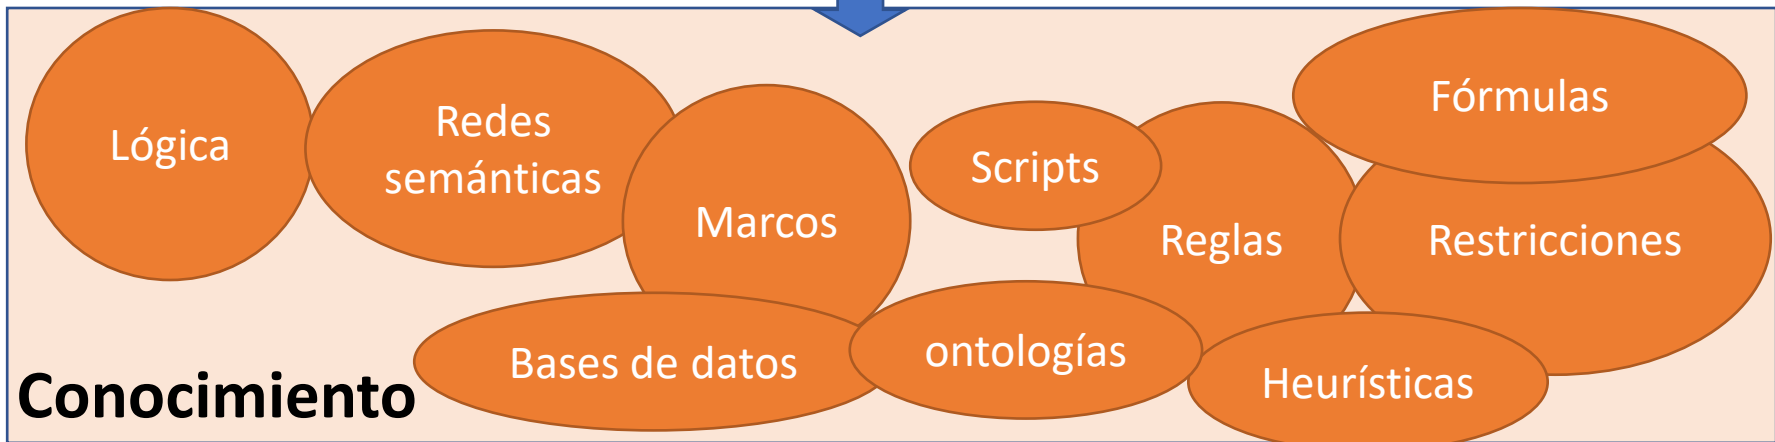 Lógica
Redes
semánticas
Marcos
Scripts
Reglas
Fórmulas
Restricciones
Bases de datos
ontologías
Heurísticas
Conocimiento